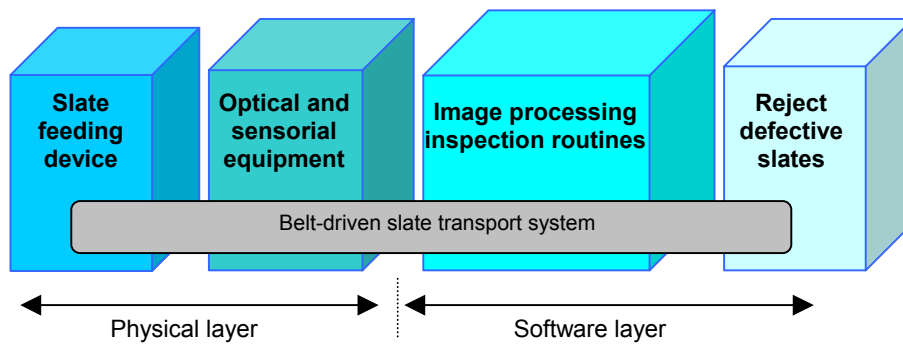 Slate
feeding
device
Optical and
sensorial
equipment
Image processing
inspection routines
Reject
defective
slates
Belt-driven slate transport system
Physical layer
Software layer